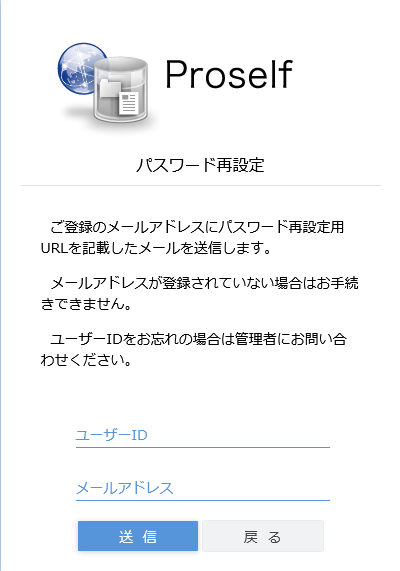 Proself
パスワード再設定
ご登録のメールアドレスにパスワード再設定用
URLを記載したメールを送信します。
メールアドレスが登録されていない場合はお手続
きできません。
ユーザーIDをお忘れの場合は管理者にお問い合
わせください。
ユーザーID
メールアドレス
送 信
戻 る